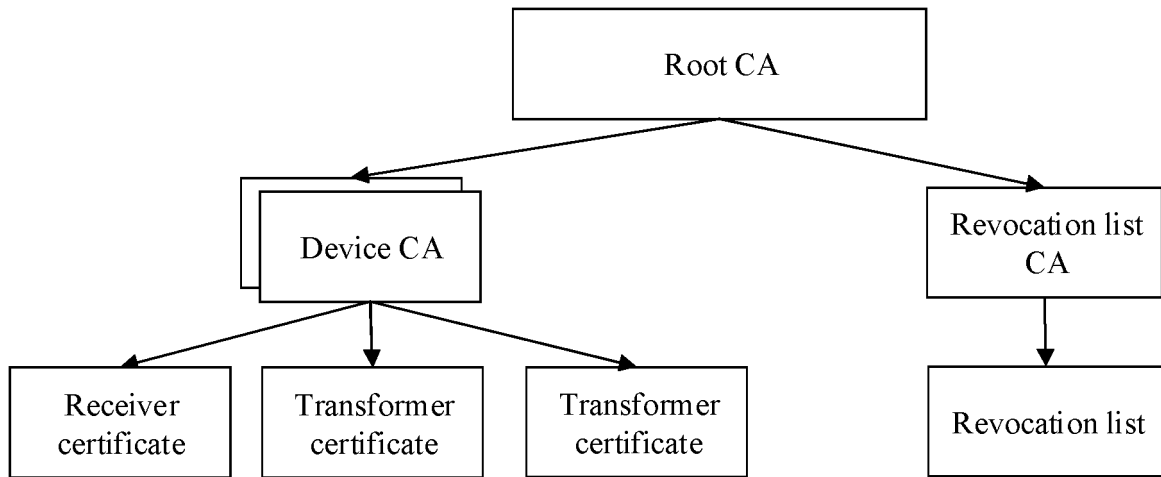 Root CA
Device CA
Revocation list
CA
Receiver
certificate
Transformer
certificate
Transformer
certificate
Revocation list